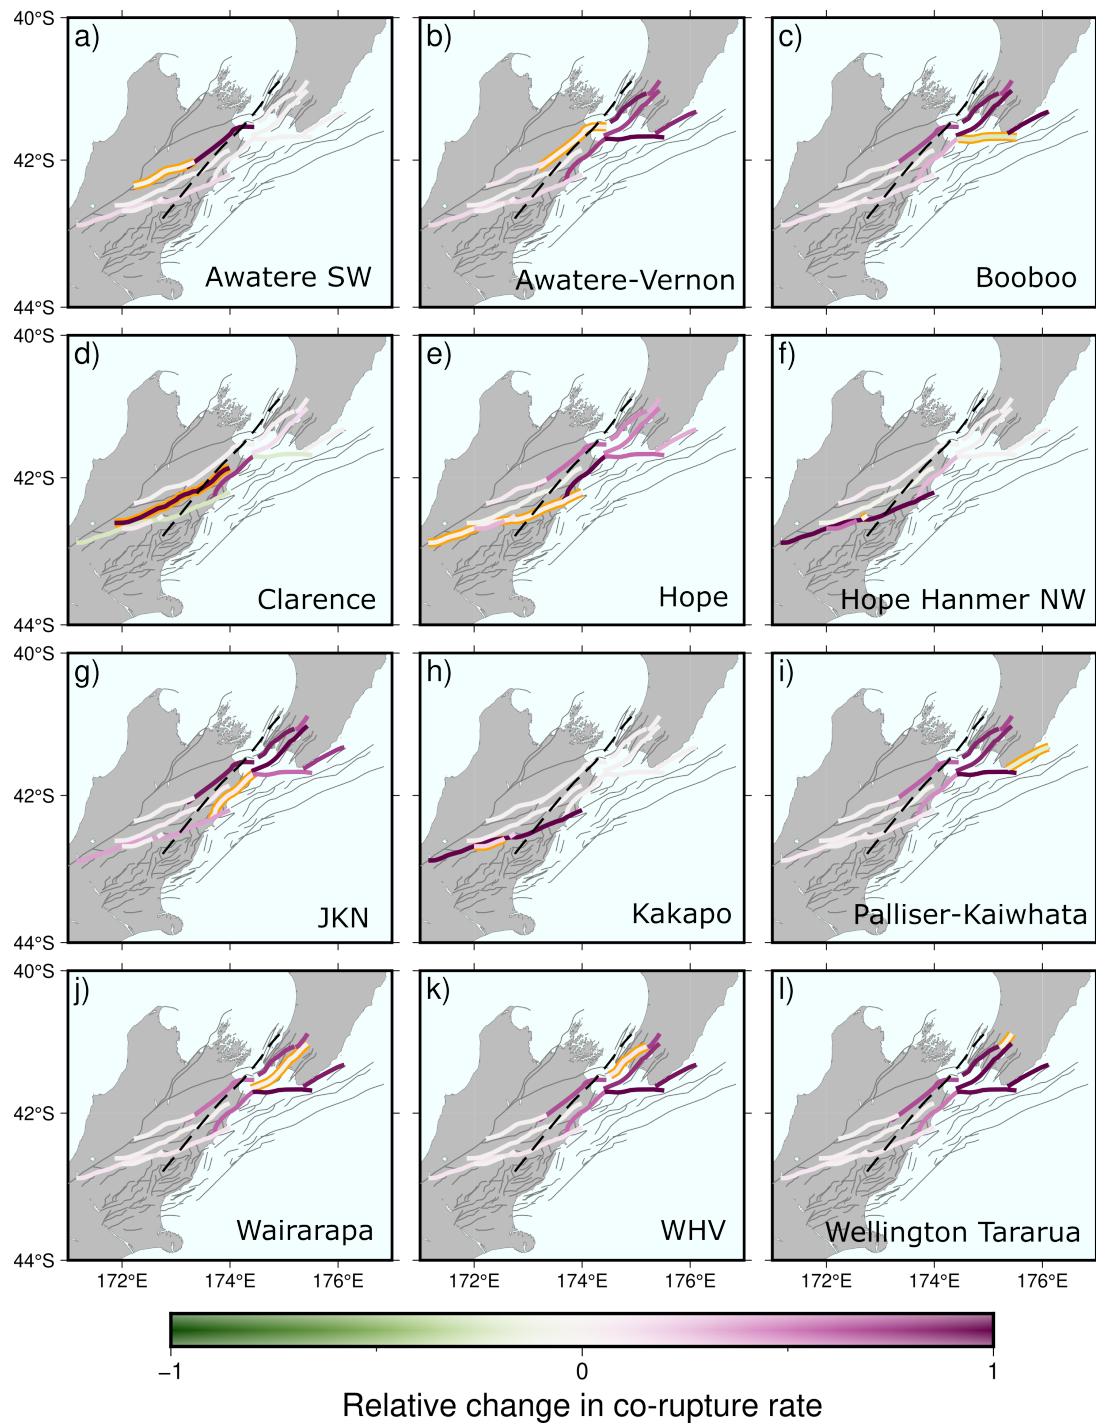 40°S
a)
b)
c)
42°S
Awatere SW
Awatere-Vernon
Booboo
44°S
40°S
d)
e)
f)
42°S
Clarence
Hope
Hope Hanmer NW
44°S
40°S
g)
h)
i)
42°S
JKN
Kakapo
Palliser-Kaiwhata
44°S
40°S
j)
k)
l)
42°S
Wairarapa
WHV
Wellington Tararua
44°S
172°E 174°E 176°E 172°E 174°E 176°E 172°E 174°E 176°E
−1 0 1
Relative change in co-rupture rate